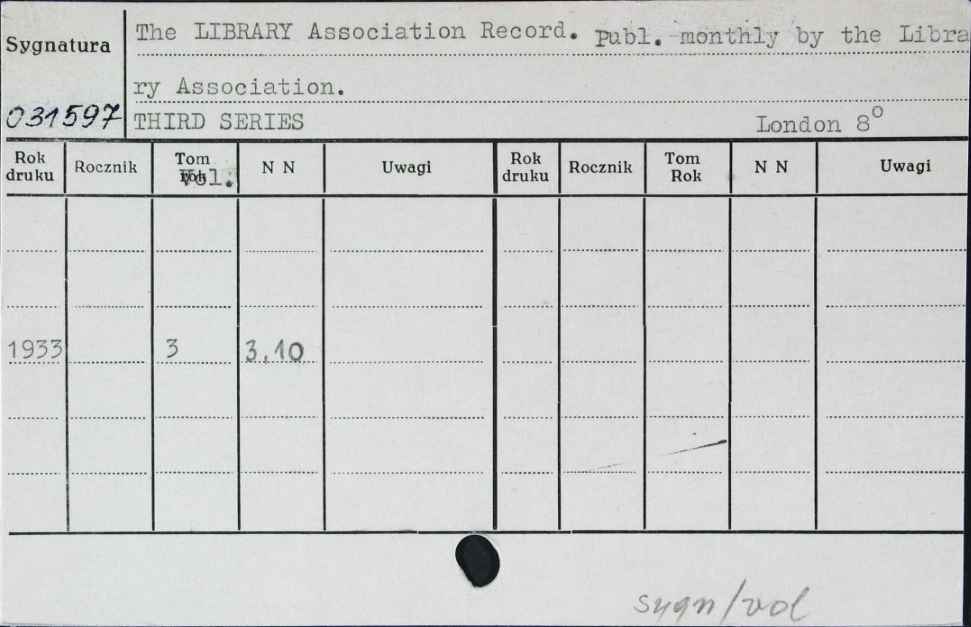 Sygnatura
The LIBRARY Association Record. Publ. monthly by the Libra
ry Association.
031597
THIRD SERIES London 8°
Rok druku Rocznik Tom Vol. N N Uwagi Rok druku Rocznik Tom Rok N N Uwagi
1933 3 3,10
sygn/vol